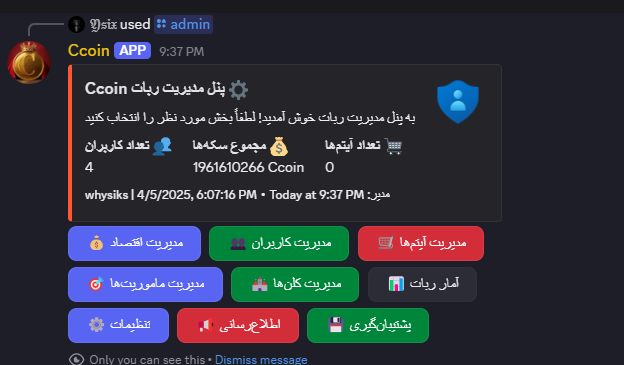 𝖄𝖘𝖎𝖝 used admin
Ccoin APP 9:37 PM
پنل مدیریت ربات Ccoin
به پنل مدیریت ربات خوش آمدید! لطفاً بخش مورد نظر را انتخاب کنید
تعداد کاربران
مجموع سکه‌ها
تعداد آیتم‌ها
4
1961610266 Ccoin
0
مدیر: whysiks | 4/5/2025, 6:07:16 PM • Today at 9:37 PM
مدیریت اقتصاد
مدیریت کاربران
مدیریت آیتم‌ها
مدیریت ماموریت‌ها
مدیریت کلن‌ها
آمار ربات
تنظیمات
اطلاع‌رسانی
پشتیبان‌گیری
Only you can see this • Dismiss message